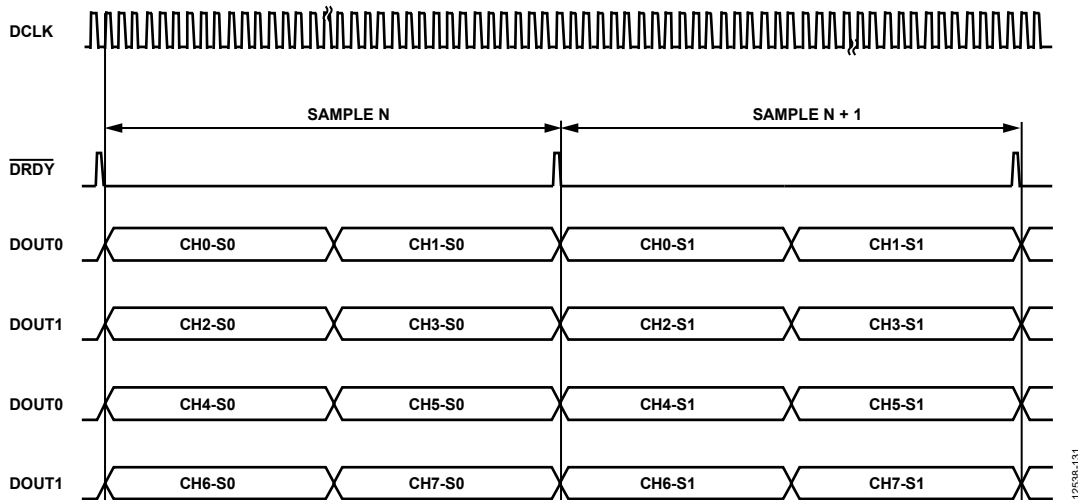 DCLK
SAMPLE N SAMPLE N + 1
DRDY
DOUT0 CH0-S0 CH1-S0 CH0-S1 CH1-S1
DOUT1 CH2-S0 CH3-S0 CH2-S1 CH3-S1
DOUT0 CH4-S0 CH5-S0 CH4-S1 CH5-S1
DOUT1 CH6-S0 CH7-S0 CH6-S1 CH7-S1
12538-131